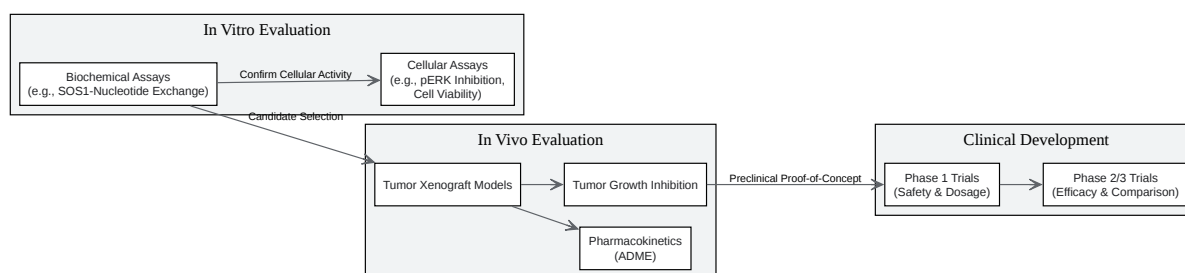 In Vitro Evaluation
Biochemical Assays
(e.g., SOS1-Nucleotide Exchange)
Confirm Cellular Activity
Cellular Assays
(e.g., pERK Inhibition,
Cell Viability)
Candidate Selection
In Vivo Evaluation
Tumor Xenograft Models
Tumor Growth Inhibition
Pharmacokinetics
(ADME)
Preclinical Proof-of-Concept
Clinical Development
Phase 1 Trials
(Safety & Dosage)
Phase 2/3 Trials
(Efficacy & Comparison)